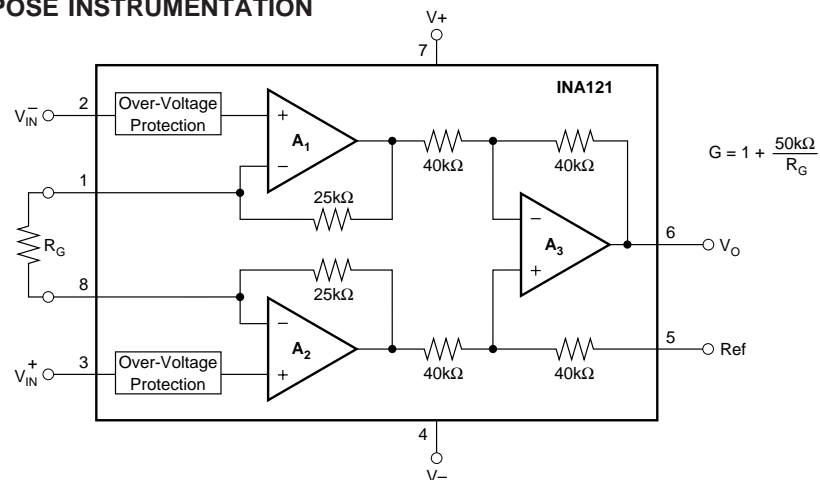 POSE INSTRUMENTATION
V+
7
INA121
V–IN
2
Over-Voltage
Protection
+
A1
–
40kΩ
40kΩ
G = 1 + 50kΩ
RG
1
25kΩ
RG
–
A3
+
6
VO
8
25kΩ
–
A2
+
5
Ref
V+IN
3
Over-Voltage
Protection
40kΩ
40kΩ
4
V–